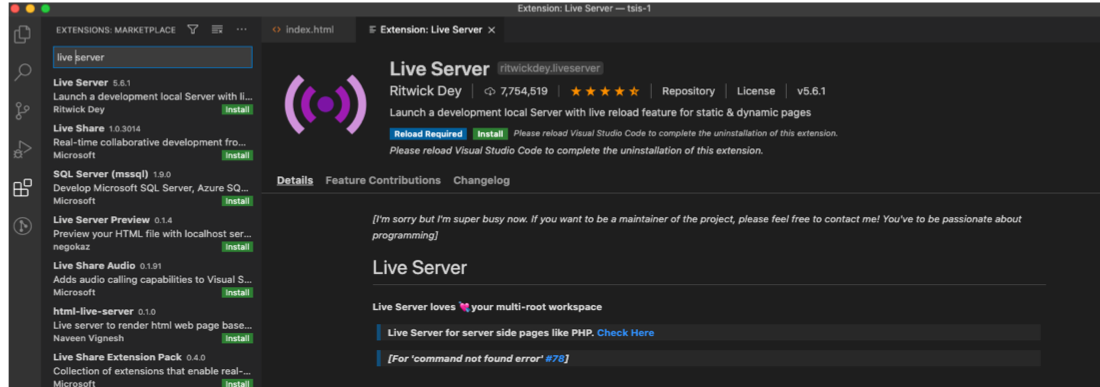 Extension: Live Server — tsis-1
EXTENSIONS: MARKETPLACE
index.html
Extension: Live Server
live server
Live Server 5.6.1
Launch a development local Server with li...
Ritwick Dey
Install
Live Share 1.0.3014
Real-time collaborative development fro...
Microsoft
Install
SQL Server (mssql) 1.9.0
Develop Microsoft SQL Server, Azure SQ...
Microsoft
Install
Live Server Preview 0.1.4
Preview your HTML file with localhost ser...
negokaz
Install
Live Share Audio 0.1.91
Adds audio calling capabilities to Visual S...
Microsoft
Install
html-live-server 0.1.0
Live server to render html web page base...
Naveen Vignesh
Install
Live Share Extension Pack 0.4.0
Collection of extensions that enable real-...
Microsoft
Install
Live Server ritwickdey.liveserver
Ritwick Dey 7,754,519 Repository License v5.6.1
Launch a development local Server with live reload feature for static & dynamic pages
Reload Required Install Please reload Visual Studio Code to complete the uninstallation of this extension.
Please reload Visual Studio Code to complete the uninstallation of this extension.
Details Feature Contributions Changelog
[I'm sorry but I'm super busy now. If you want to be a maintainer of the project, please feel free to contact me! You've to be passionate about
programming]
Live Server
Live Server loves 💘 your multi-root workspace
Live Server for server side pages like PHP. Check Here
[For 'command not found error' #78]